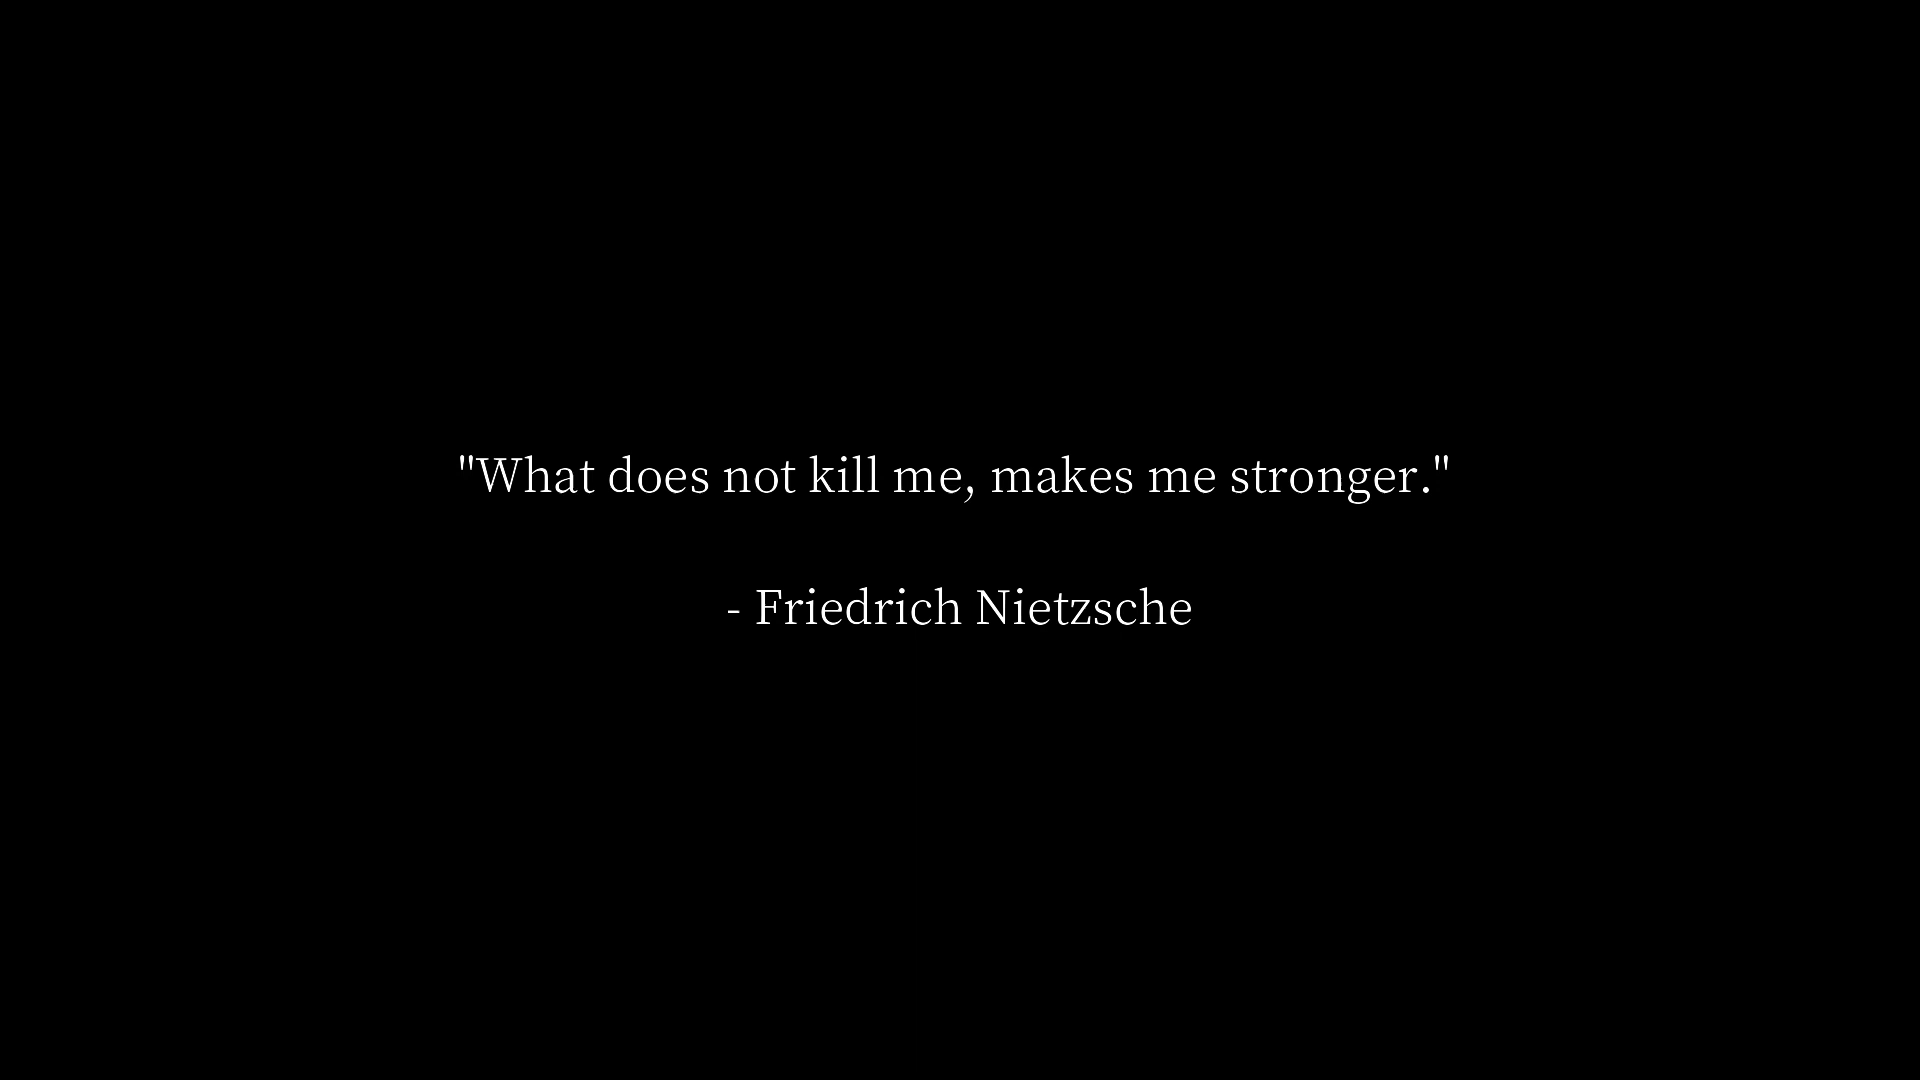 "What does not kill me, makes me stronger."
- Friedrich Nietzsche